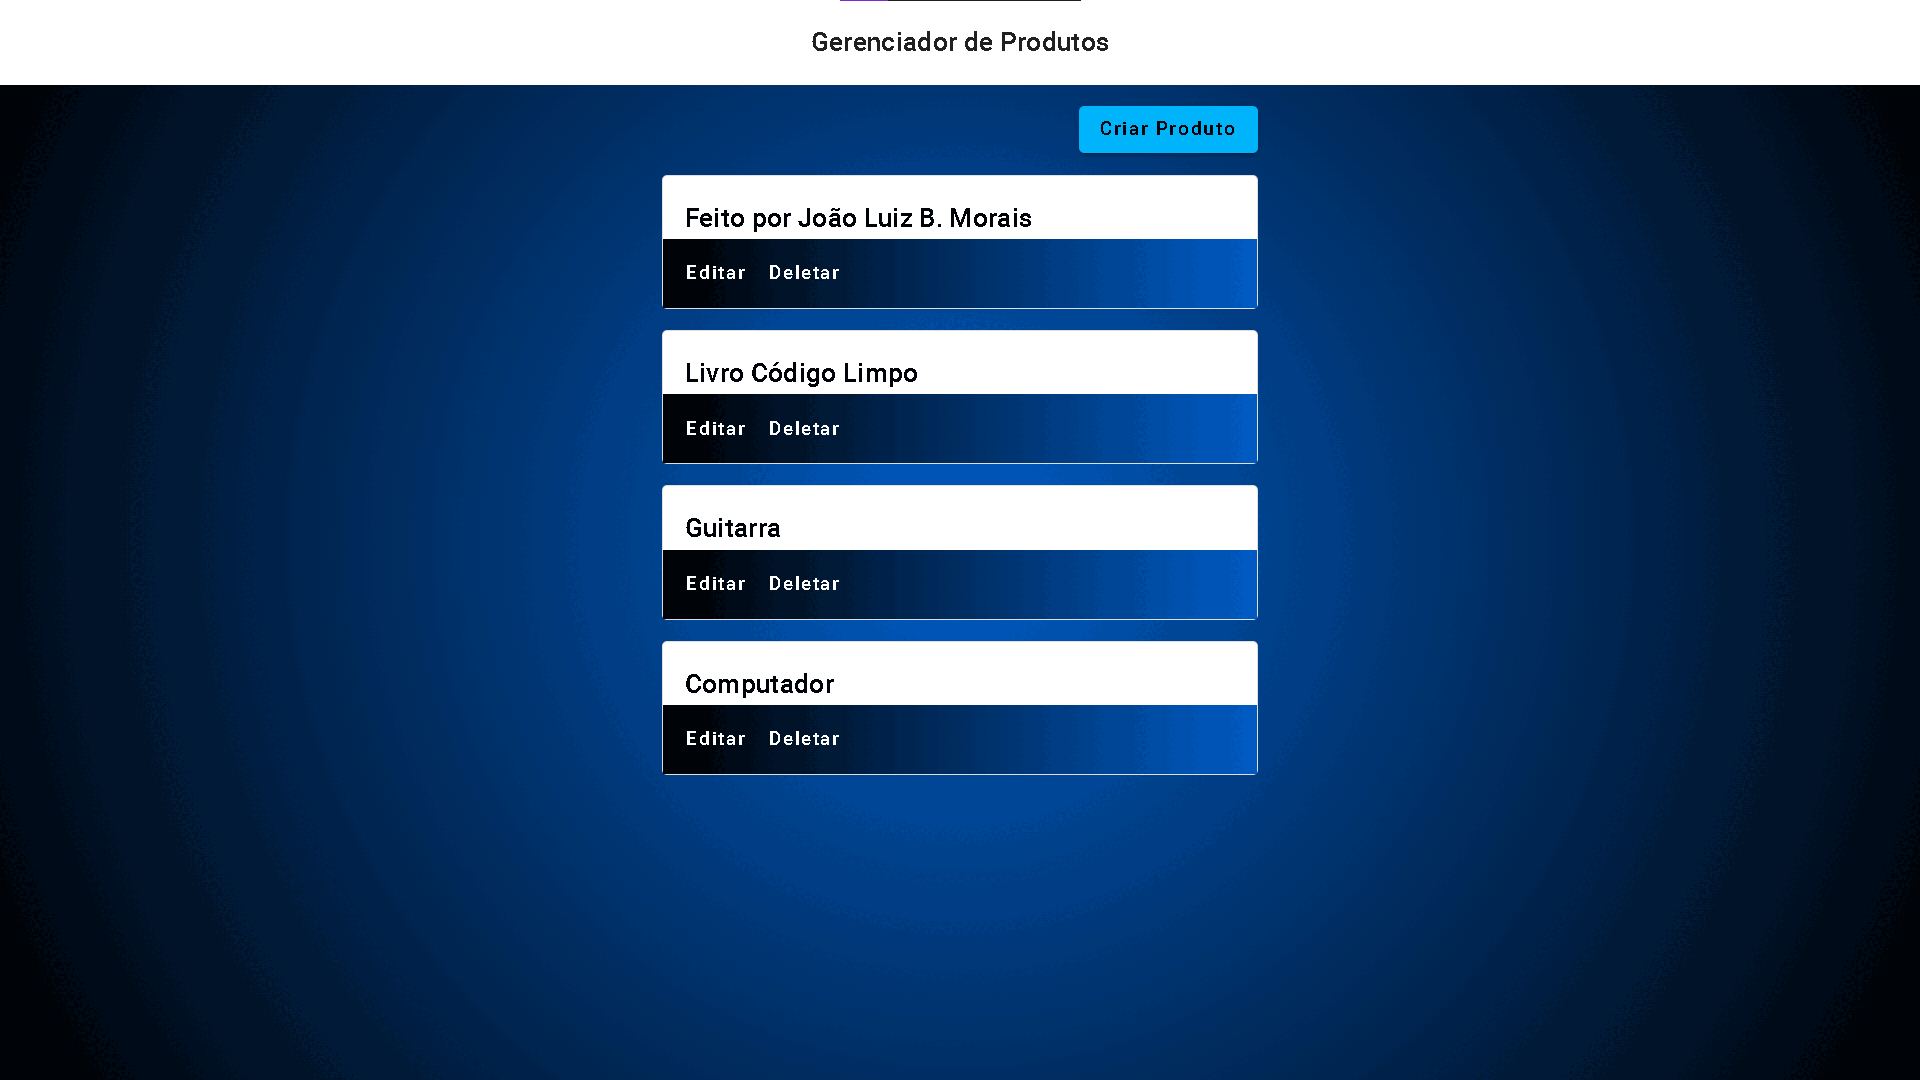 Gerenciador de Produtos
Criar Produto
Feito por João Luiz B. Morais
Editar Deletar
Livro Código Limpo
Editar Deletar
Guitarra
Editar Deletar
Computador
Editar Deletar